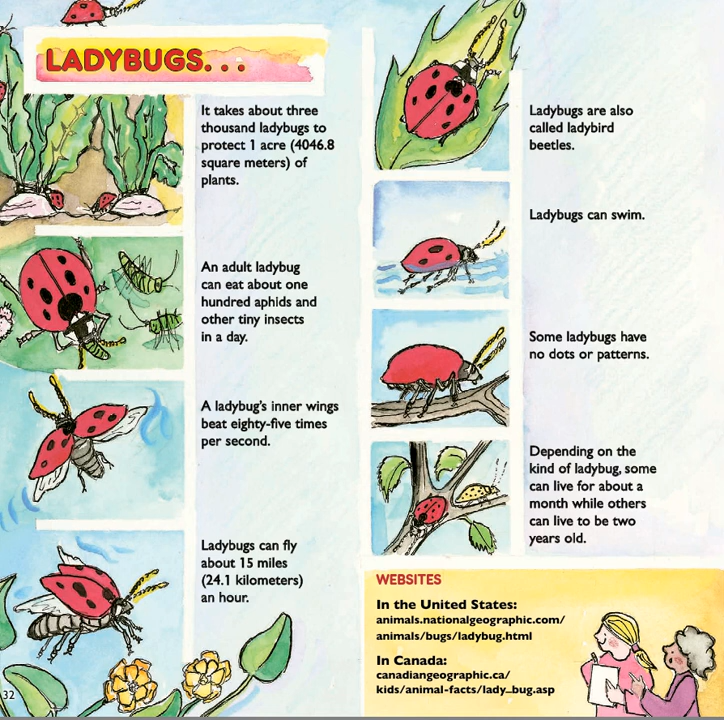 LADYBUGS...
It takes about three
thousand ladybugs to
protect 1 acre (4046.8
square meters) of
plants.
An adult ladybug
can eat about one
hundred aphids and
other tiny insects
in a day.
A ladybug's inner wings
beat eighty-five times
per second.
Ladybugs can fly
about 15 miles
(24.1 kilometers)
an hour.
32
Ladybugs are also
called ladybird
beetles.
Ladybugs can swim.
Some ladybugs have
no dots or patterns.
Depending on the
kind of ladybug, some
can live for about a
month while others
can live to be two
years old.
WEBSITES
In the United States:
animals.nationalgeographic.com/
animals/bugs/ladybug.html
In Canada:
canadiangeographic.ca/
kids/animal-facts/lady_bug.asp